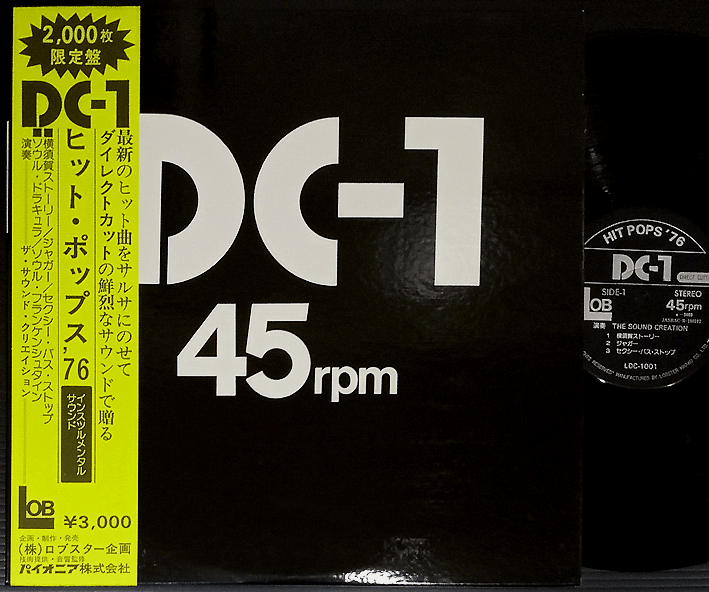 2,000枚
限定盤
DC-1
最新のヒット曲をサルサにのせて
ダイレクトカットの鮮烈なサウンドで贈る
ヒット・ポップス'76
インスツルメンタル
サウンド
横須賀ストーリー/ジャガー/セクシー・バス・ストップ
ソウル・ドラキュラ/ソウル・フランケンシュタイン
演奏 ザ・サウンド・クリエイション
LOB
¥3,000
企画・制作・発売
(株)ロブスター企画
技術提供・音響監修
パイオニア株式会社
DC-1
45rpm
HIT POPS '76
DC-1
DIRECT CUTTING
SIDE-1
STEREO
LOB
45rpm
演奏 THE SOUND CREATION
1 横須賀ストーリー
2 ジャガー
3 セクシー・バス・ストップ
LDC-1001